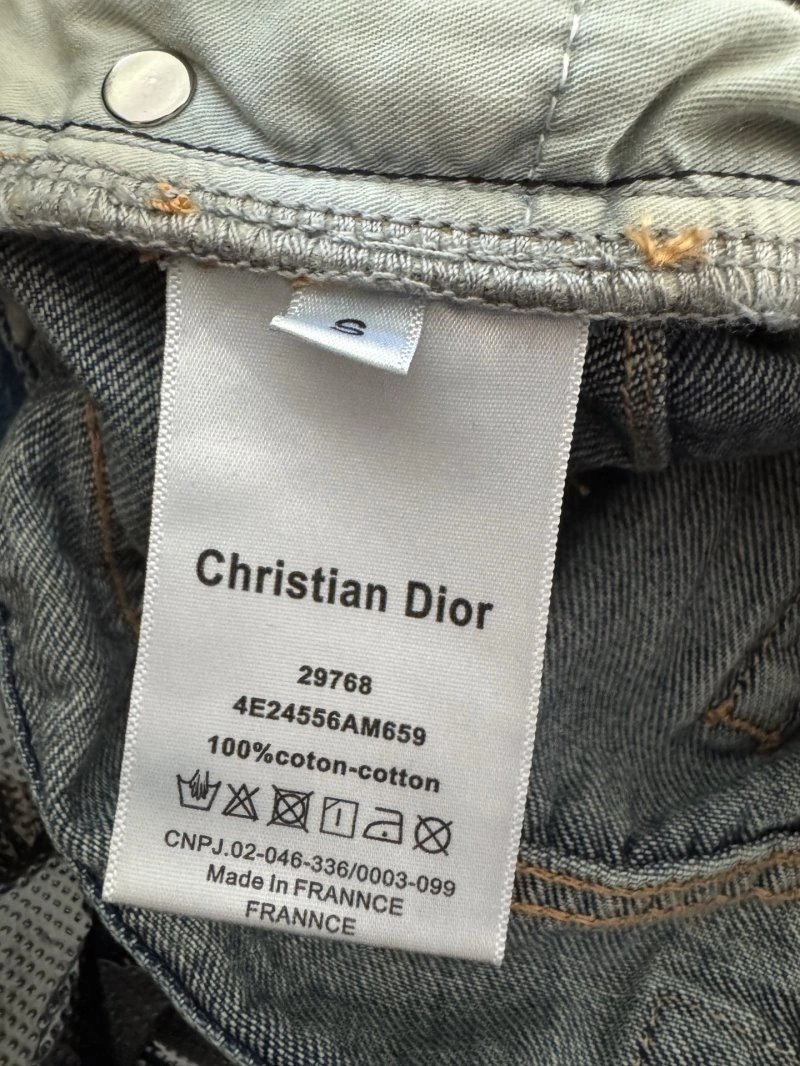 S
Christian Dior
29768
4E24556AM659
100%coton-cotton
CNPJ.02-046-336/0003-099
Made In FRANNCE
FRANNCE